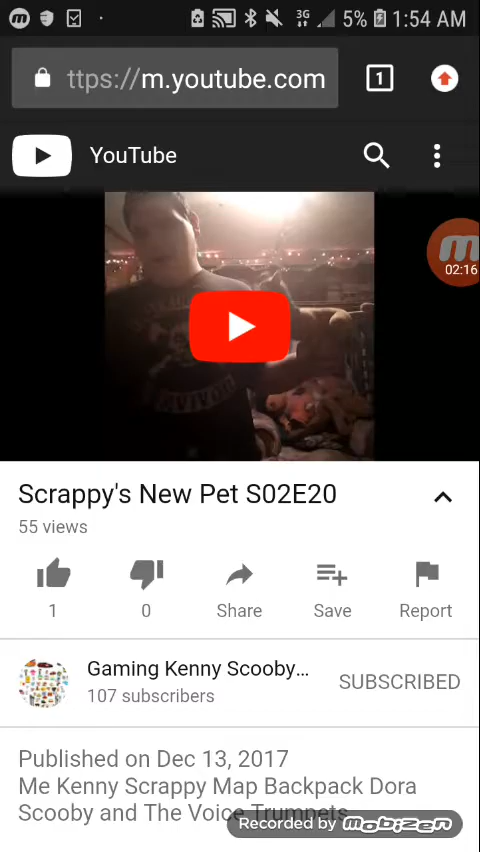 3G 5% 1:54 AM
ttps://m.youtube.com 1
YouTube
02:16
Scrappy's New Pet S02E20
55 views
1 0 Share Save Report
Gaming Kenny Scooby...
107 subscribers
SUBSCRIBED
Published on Dec 13, 2017
Me Kenny Scrappy Map Backpack Dora
Scooby and The Voice Trumpets
Recorded by mobizen